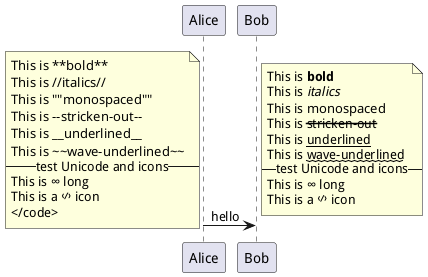 Alice Bob
This is **bold**
This is //italics//
This is ""monospaced""
This is --stricken-out--
This is __underlined__
This is ~~wave-underlined~~
test Unicode and icons
This is ∞ long
This is a icon
</code>
This is bold
This is italics
This is monospaced
This is stricken-out
This is underlined
This is wave-underlined
test Unicode and icons
This is ∞ long
This is a icon
hello
Alice Bob